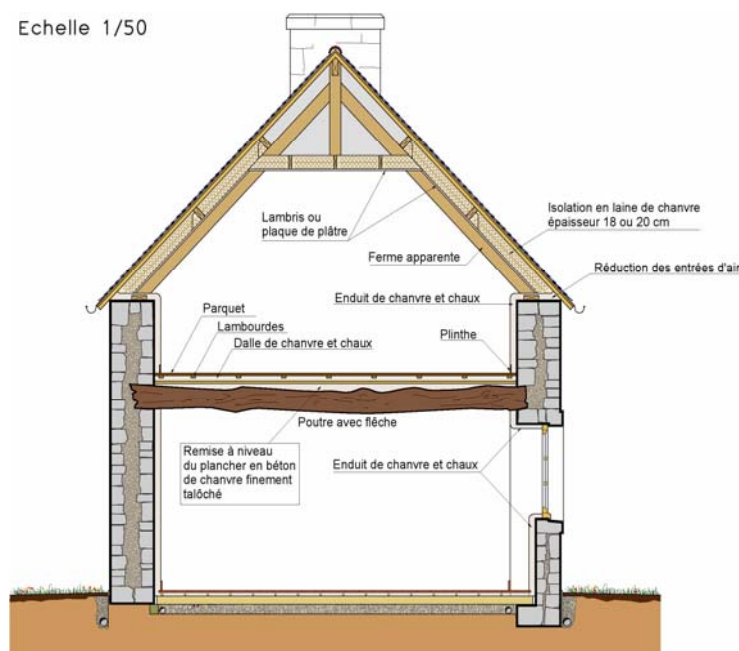 Echelle 1/50
Lambris ou
plaque de plâtre
Isolation en laine de chanvre
épaisseur 18 ou 20 cm
Ferme apparente
Réduction des entrées d'air
Enduit de chanvre et chaux
Parquet
Lambourdes
Dalle de chanvre et chaux
Plinthe
Poutre avec flêche
Remise à niveau
du plancher en béton
de chanvre finement
talôché
Enduit de chanvre et chaux